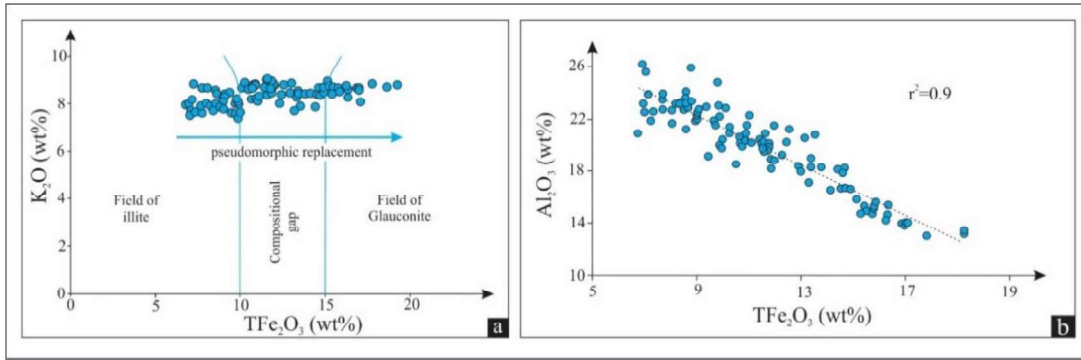 10
8
6
4
2
0
K₂O (wt%)
pseudomorphic replacement
Field of
illite
Compositional
gap
Field of
Glauconite
0
5
10
15
20
TFe₂O₃ (wt%)
a
26
22
18
14
10
Al₂O₃ (wt%)
r²=0.9
5
9
13
17
19
TFe₂O₃ (wt%)
b